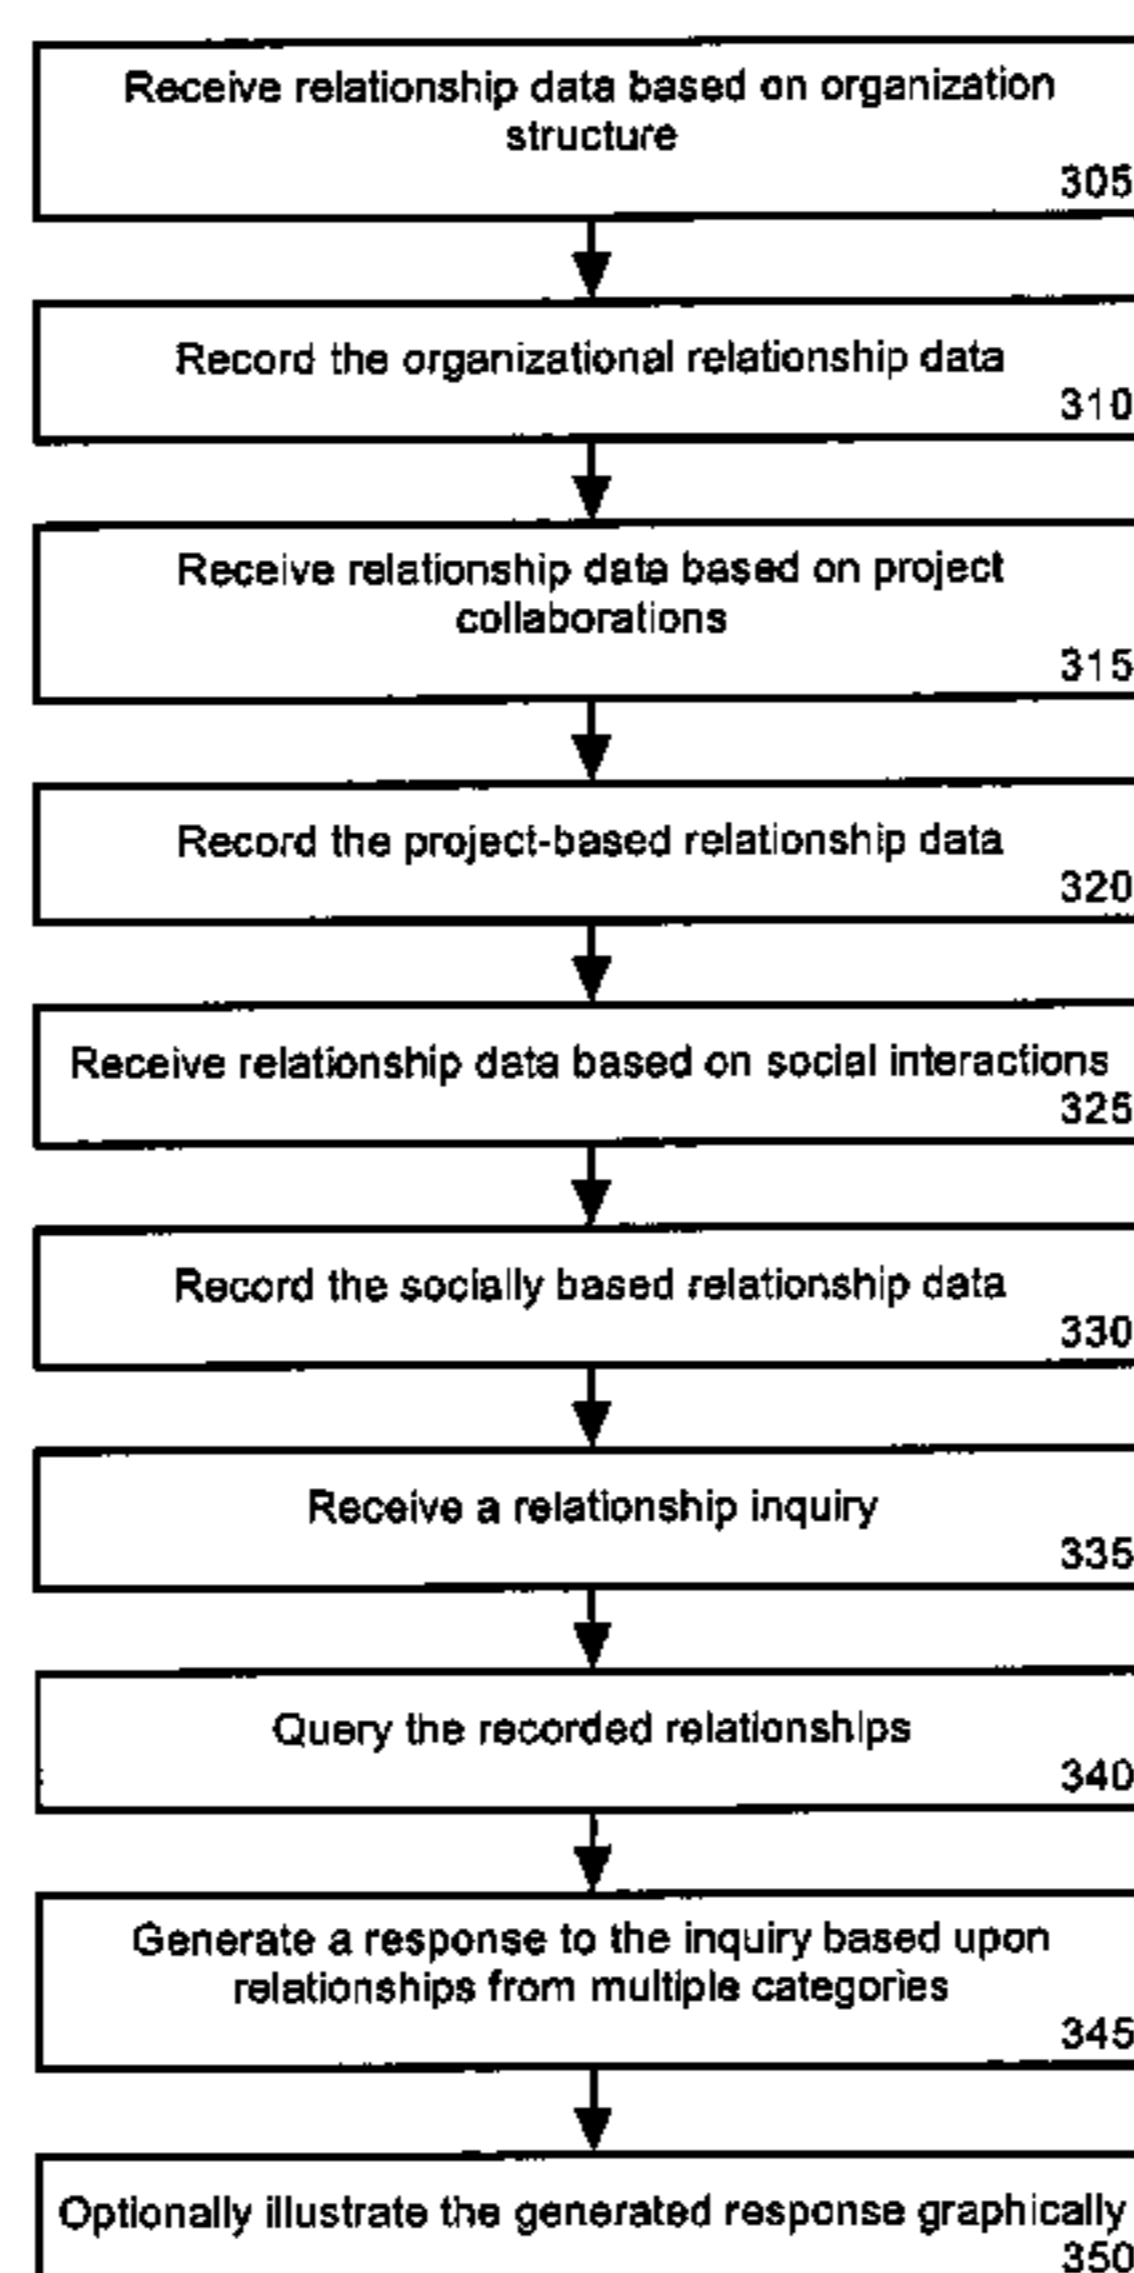 Receive relationship data based on organization
structure
305
Record the organizational relationship data
310
Receive relationship data based on project
collaborations
315
Record the project-based relationship data
320
Receive relationship data based on social interactions
325
Record the socially based relationship data
330
Receive a relationship inquiry
335
Query the recorded relationships
340
Generate a response to the inquiry based upon
relationships from multiple categories
345
Optionally illustrate the generated response graphically
350